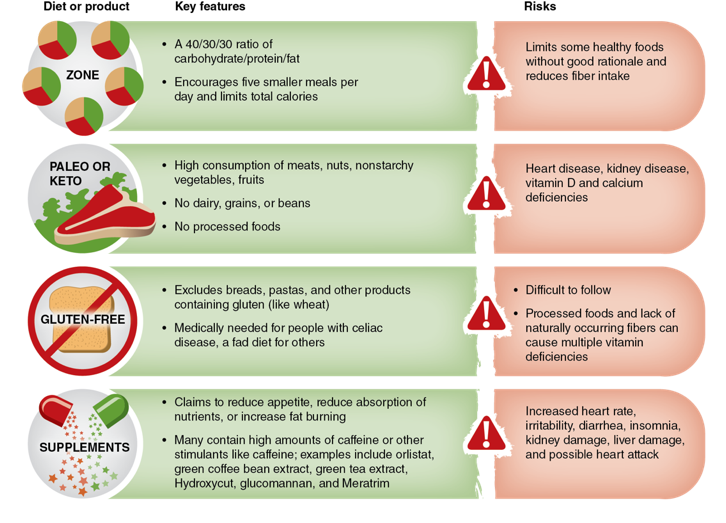 Diet or product
Key features
Risks
ZONE
• A 40/30/30 ratio of
carbohydrate/protein/fat
• Encourages five smaller meals per
day and limits total calories
Limits some healthy foods
without good rationale and
reduces fiber intake
PALEO OR
KETO
• High consumption of meats, nuts, nonstarchy
vegetables, fruits
• No dairy, grains, or beans
• No processed foods
Heart disease, kidney disease,
vitamin D and calcium
deficiencies
GLUTEN-FREE
• Excludes breads, pastas, and other products
containing gluten (like wheat)
• Medically needed for people with celiac
disease, a fad diet for others
• Difficult to follow
• Processed foods and lack of
naturally occurring fibers can
cause multiple vitamin
deficiencies
SUPPLEMENTS
• Claims to reduce appetite, reduce absorption of
nutrients, or increase fat burning
• Many contain high amounts of caffeine or other
stimulants like caffeine; examples include orlistat,
green coffee bean extract, green tea extract,
Hydroxycut, glucomannan, and Meratrim
Increased heart rate,
irritability, diarrhea, insomnia,
kidney damage, liver damage,
and possible heart attack